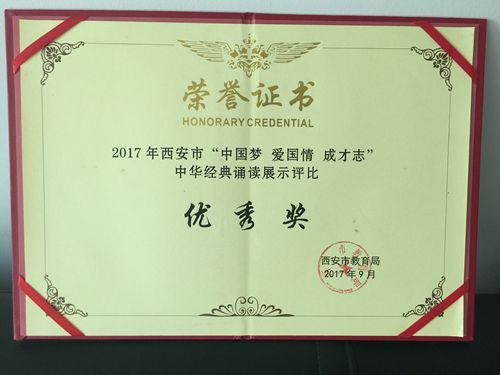 荣誉证书
HONORARY CREDENTIAL
2017年西安市“中国梦 爱国情 成才志”
中华经典诵读展示评比
优秀奖
西安市教育局
2017年9月